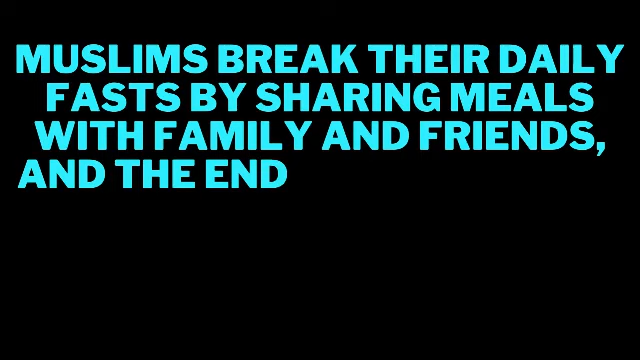 MUSLIMS BREAK THEIR DAILY
FASTS BY SHARING MEALS
WITH FAMILY AND FRIENDS,
AND THE END